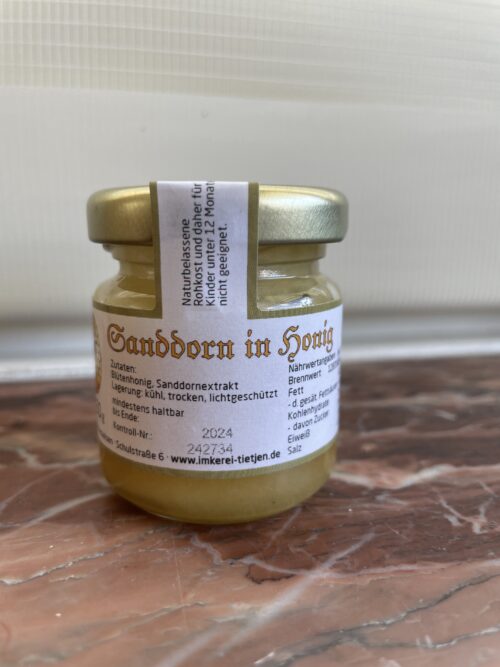 Naturbelassene
Rohkost und daher für
Kinder unter 12 Monat
nicht geeignet.
Sanddorn in Honig
Zutaten:
Blütenhonig, Sanddornextrakt
Lagerung: kühl, trocken, lichtgeschützt
mindestens haltbar
bis Ende: 2024
Kontroll-Nr.: 242734
Schulstraße 6 · www.imkerei-tietjen.de
Nährwertangaben
Brennwert
Fett
- d. gesät. Fettsäuren
Kohlenhydrate
- davon Zucker
Eiweiß
Salz